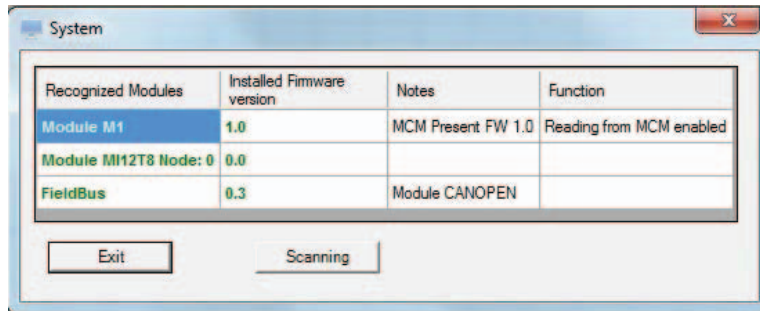 System
Recognized Modules Installed Firmware version Notes Function
Module M1 1.0 MCM Present FW 1.0 Reading from MCM enabled
Module MI12T8 Node: 0 0.0
FieldBus 0.3 Module CANOPEN
Exit Scanning